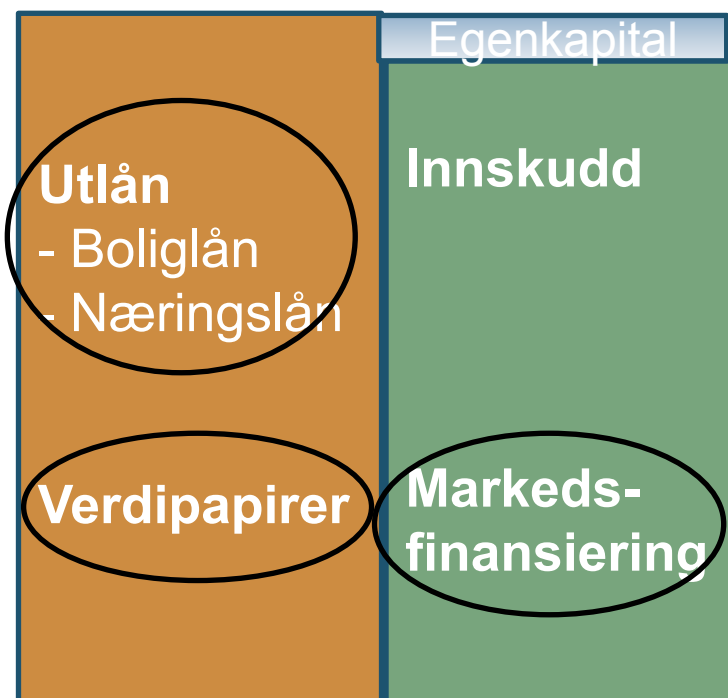 Egenkapital
Utlån
- Boliglån
- Næringslån
Verdipapirer
Innskudd
Markeds-
finansiering